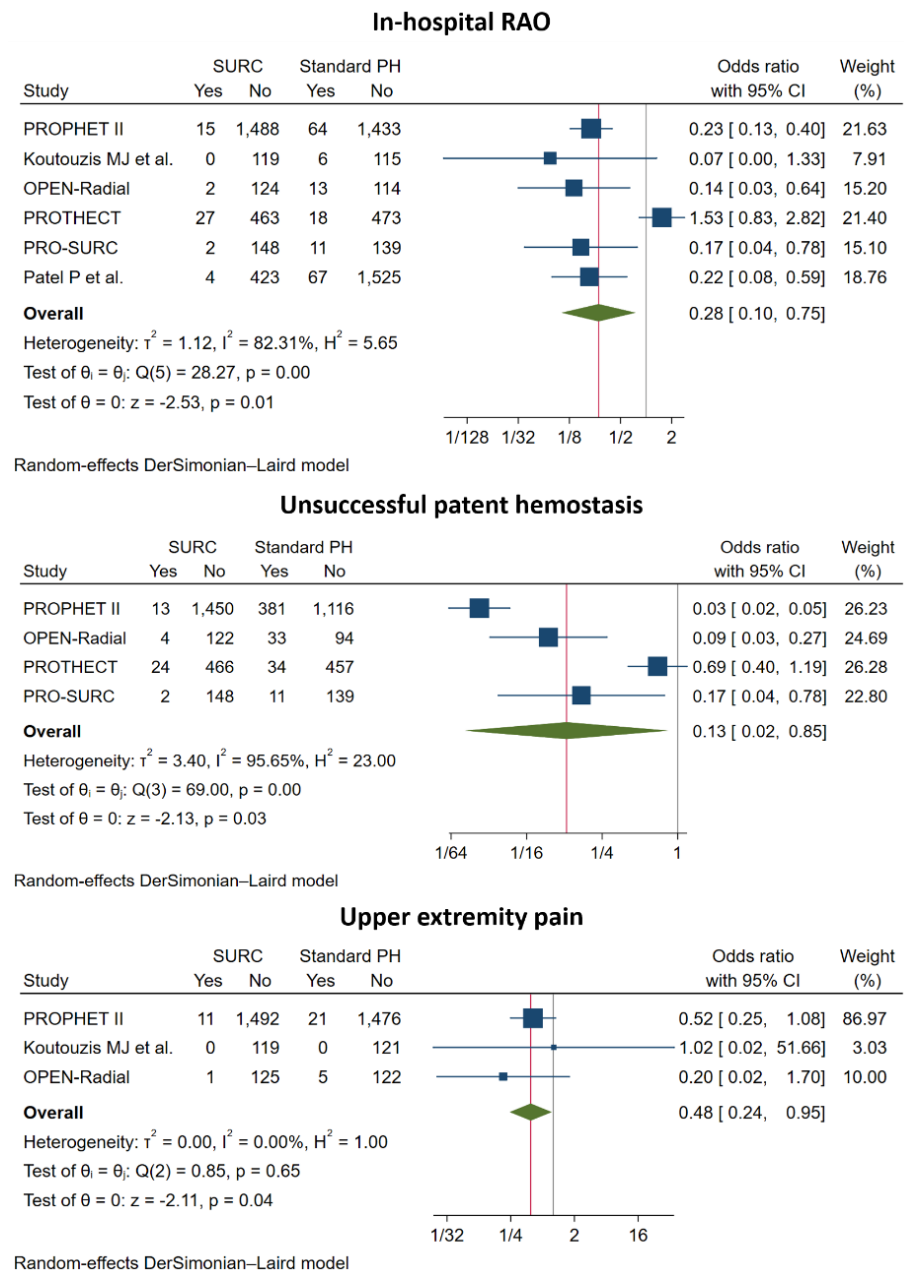 In-hospital RAO
SURC Standard PH Odds ratio Weight
Study Yes No Yes No with 95% CI (%)
PROPHET II 15 1,488 64 1,433 0.23 [ 0.13, 0.40] 21.63
Koutouzis MJ et al. 0 119 6 115 0.07 [ 0.00, 1.33] 7.91
OPEN-Radial 2 124 13 114 0.14 [ 0.03, 0.64] 15.20
PROTHECT 27 463 18 473 1.53 [ 0.83, 2.82] 21.40
PRO-SURC 2 148 11 139 0.17 [ 0.04, 0.78] 15.10
Patel P et al. 4 423 67 1,525 0.22 [ 0.08, 0.59] 18.76
Overall 0.28 [ 0.10, 0.75]
Heterogeneity: τ² = 1.12, I² = 82.31%, H² = 5.65
Test of θᵢ = θⱼ: Q(5) = 28.27, p = 0.00
Test of θ = 0: z = -2.53, p = 0.01
1/128 1/32 1/8 1/2 2
Random-effects DerSimonian–Laird model
Unsuccessful patent hemostasis
SURC Standard PH Odds ratio Weight
Study Yes No Yes No with 95% CI (%)
PROPHET II 13 1,450 381 1,116 0.03 [ 0.02, 0.05] 26.23
OPEN-Radial 4 122 33 94 0.09 [ 0.03, 0.27] 24.69
PROTHECT 24 466 34 457 0.69 [ 0.40, 1.19] 26.28
PRO-SURC 2 148 11 139 0.17 [ 0.04, 0.78] 22.80
Overall 0.13 [ 0.02, 0.85]
Heterogeneity: τ² = 3.40, I² = 95.65%, H² = 23.00
Test of θᵢ = θⱼ: Q(3) = 69.00, p = 0.00
Test of θ = 0: z = -2.13, p = 0.03
1/64 1/16 1/4 1
Random-effects DerSimonian–Laird model
Upper extremity pain
SURC Standard PH Odds ratio Weight
Study Yes No Yes No with 95% CI (%)
PROPHET II 11 1,492 21 1,476 0.52 [ 0.25, 1.08] 86.97
Koutouzis MJ et al. 0 119 0 121 1.02 [ 0.02, 51.66] 3.03
OPEN-Radial 1 125 5 122 0.20 [ 0.02, 1.70] 10.00
Overall 0.48 [ 0.24, 0.95]
Heterogeneity: τ² = 0.00, I² = 0.00%, H² = 1.00
Test of θᵢ = θⱼ: Q(2) = 0.85, p = 0.65
Test of θ = 0: z = -2.11, p = 0.04
1/32 1/4 2 16
Random-effects DerSimonian–Laird model